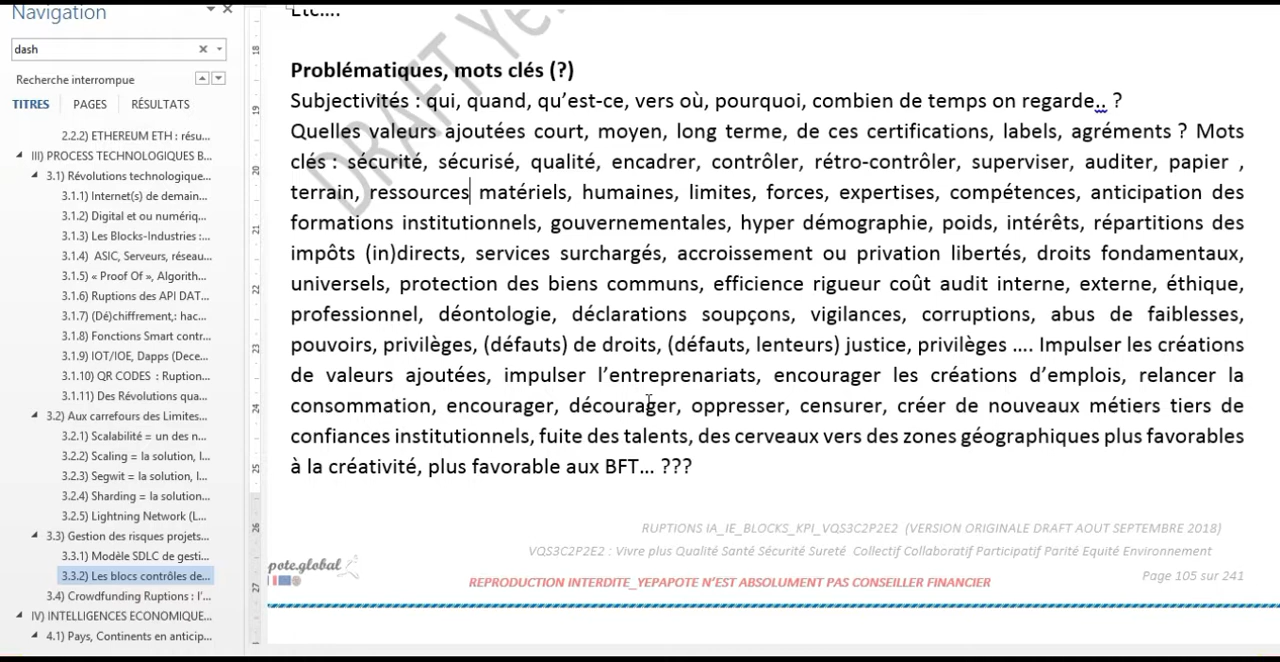 Navigation
dash
Recherche interrompue
TITRES PAGES RÉSULTATS
2.2.2) ETHEREUM ETH : résu...
III) PROCESS TECHNOLOGIQUES B...
3.1) Révolutions technologique...
3.1.1) Internet(s) de demain...
3.1.2) Digital et ou numériq...
3.1.3) Les Blocks-Industries :...
3.1.4) ASIC, Serveurs, réseau...
3.1.5) « Proof Of », Algorith...
3.1.6) Ruptions des API DAT...
3.1.7) (Dé)chiffrement,: hac...
3.1.8) Fonctions Smart contr...
3.1.9) IOT/IOE, Dapps (Dece...
3.1.10) QR CODES : Ruption...
3.1.11) Des Révolutions qua...
3.2) Aux carrefours des Limites...
3.2.1) Scalabilité = un des n...
3.2.2) Scaling = la solution, l...
3.2.3) Segwit = la solution, l...
3.2.4) Sharding = la solution...
3.2.5) Lightning Network (L...
3.3) Gestion des risques projets...
3.3.1) Modèle SDLC de gesti...
3.3.2) Les blocs contrôles de...
3.4) Crowdfunding Ruptions : l'...
IV) INTELLIGENCES ECONOMIQUE...
4.1) Pays, Continents en anticip...
18
19
20
21
22
23
24
25
26
27
Etc....
DRAFT Ye
Problématiques, mots clés (?)
Subjectivités : qui, quand, qu’est-ce, vers où, pourquoi, combien de temps on regarde.. ?
Quelles valeurs ajoutées court, moyen, long terme, de ces certifications, labels, agréments ? Mots
clés : sécurité, sécurisé, qualité, encadrer, contrôler, rétro-contrôler, superviser, auditer, papier ,
terrain, ressources matériels, humaines, limites, forces, expertises, compétences, anticipation des
formations institutionnels, gouvernementales, hyper démographie, poids, intérêts, répartitions des
impôts (in)directs, services surchargés, accroissement ou privation libertés, droits fondamentaux,
universels, protection des biens communs, efficience rigueur coût audit interne, externe, éthique,
professionnel, déontologie, déclarations soupçons, vigilances, corruptions, abus de faiblesses,
pouvoirs, privilèges, (défauts) de droits, (défauts, lenteurs) justice, privilèges .... Impulser les créations
de valeurs ajoutées, impulser l’entreprenariats, encourager les créations d’emplois, relancer la
consommation, encourager, décourager, oppresser, censurer, créer de nouveaux métiers tiers de
confiances institutionnels, fuite des talents, des cerveaux vers des zones géographiques plus favorables
à la créativité, plus favorable aux BFT... ???
RUPTIONS IA_IE_BLOCKS_KPI_VQS3C2P2E2 (VERSION ORIGINALE DRAFT AOUT SEPTEMBRE 2018)
VQS3C2P2E2 : Vivre plus Qualité Santé Sécurité Sureté Collectif Collaboratif Participatif Parité Equité Environnement
pote.global
REPRODUCTION INTERDITE_YEPAPOTE N’EST ABSOLUMENT PAS CONSEILLER FINANCIER
Page 105 sur 241